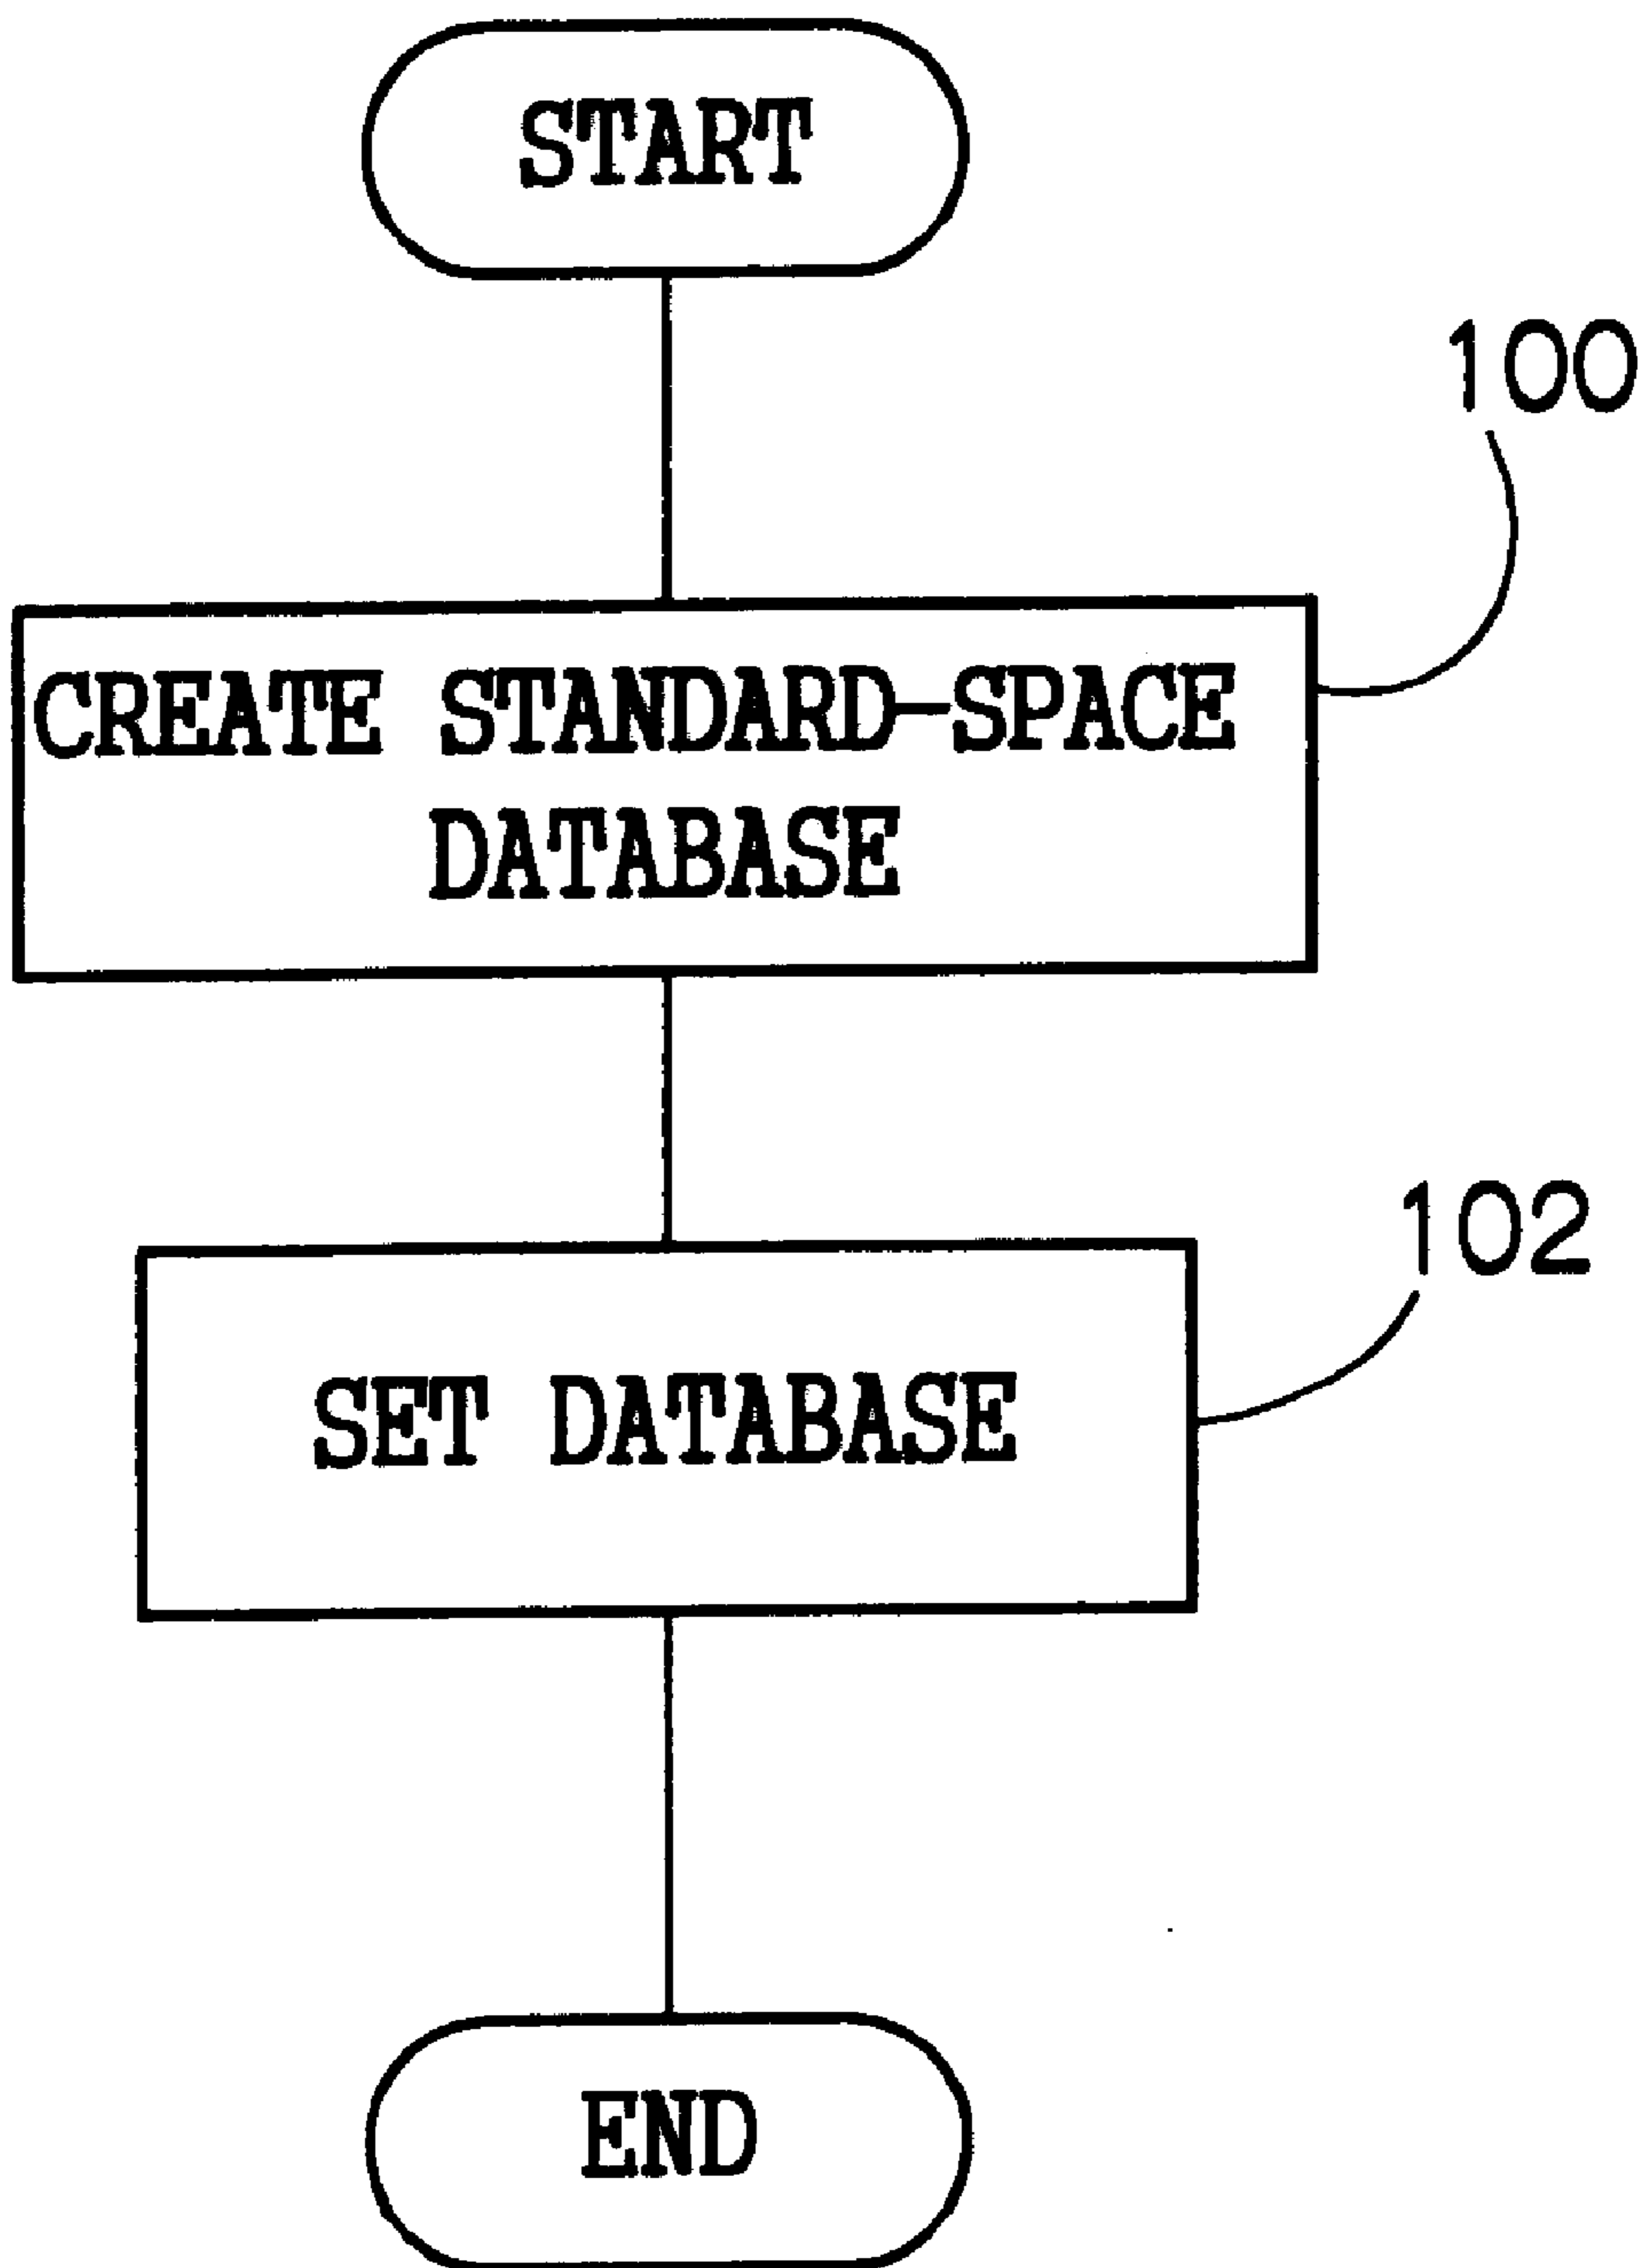 START
100
CREATE STANDARD-SPACE
DATABASE
102
SET DATABASE
END